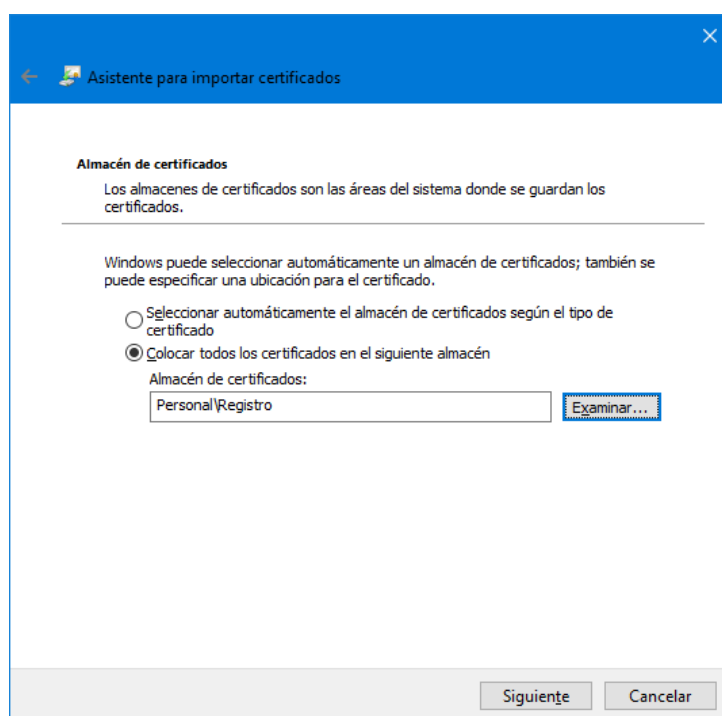 Asistente para importar certificados
Almacén de certificados
Los almacenes de certificados son las áreas del sistema donde se guardan los
certificados.
Windows puede seleccionar automáticamente un almacén de certificados; también se
puede especificar una ubicación para el certificado.
Seleccionar automáticamente el almacén de certificados según el tipo de
certificado
Colocar todos los certificados en el siguiente almacén
Almacén de certificados:
Personal\Registro
Examinar...
Siguiente
Cancelar